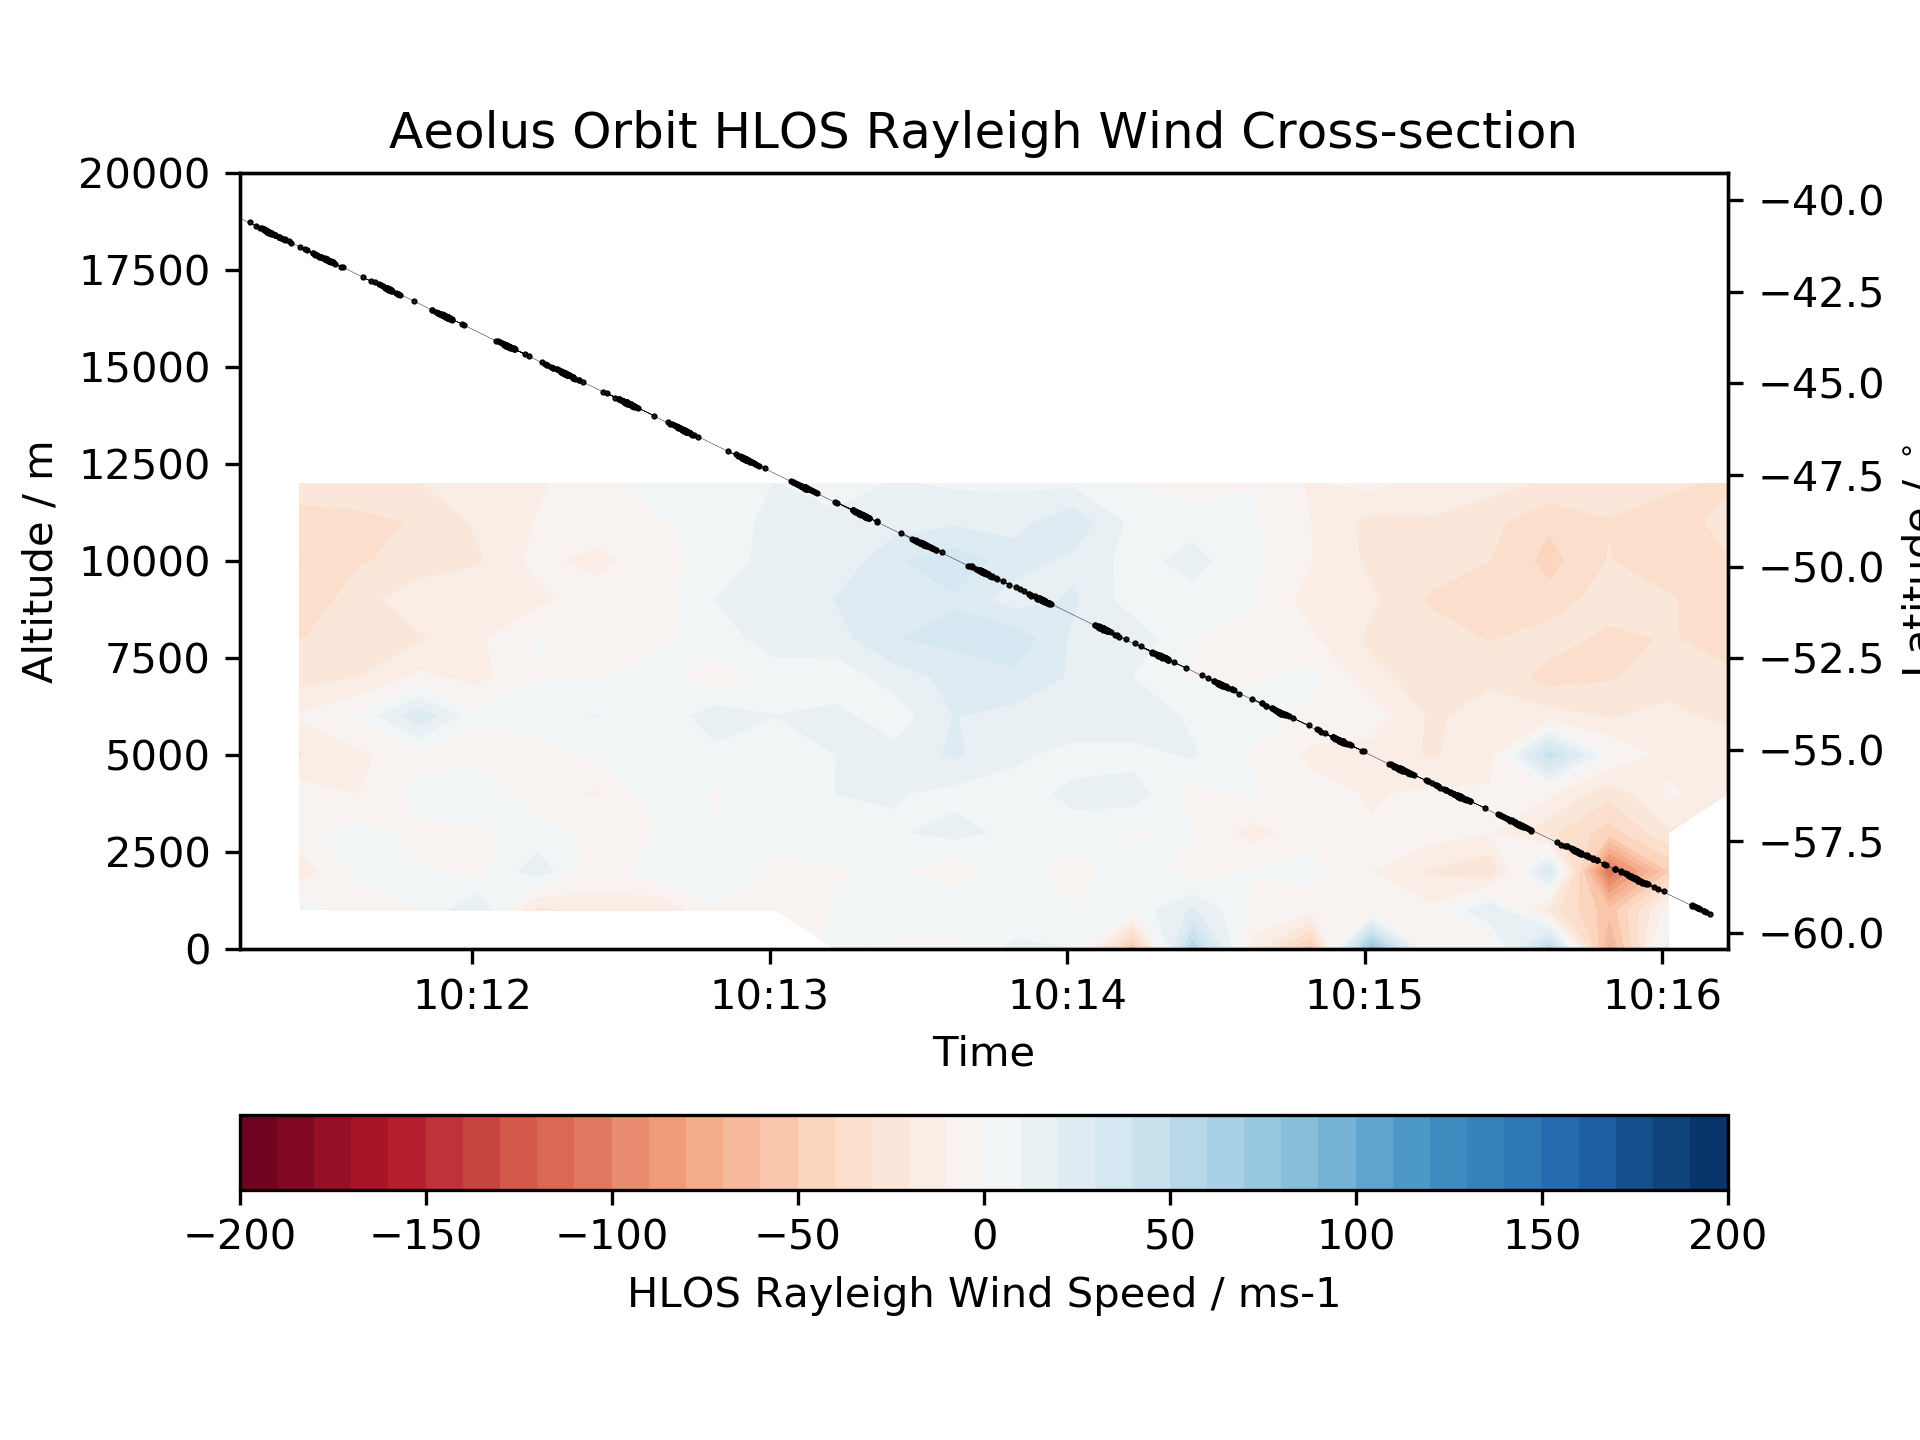 Aeolus Orbit HLOS Rayleigh Wind Cross-section
20000
17500
15000
12500
10000
7500
5000
2500
0
Altitude / m
−40.0
−42.5
−45.0
−47.5
−50.0
−52.5
−55.0
−57.5
−60.0
Latitude / °
10:12 10:13 10:14 10:15 10:16
Time
−200 −150 −100 −50 0 50 100 150 200
HLOS Rayleigh Wind Speed / ms-1